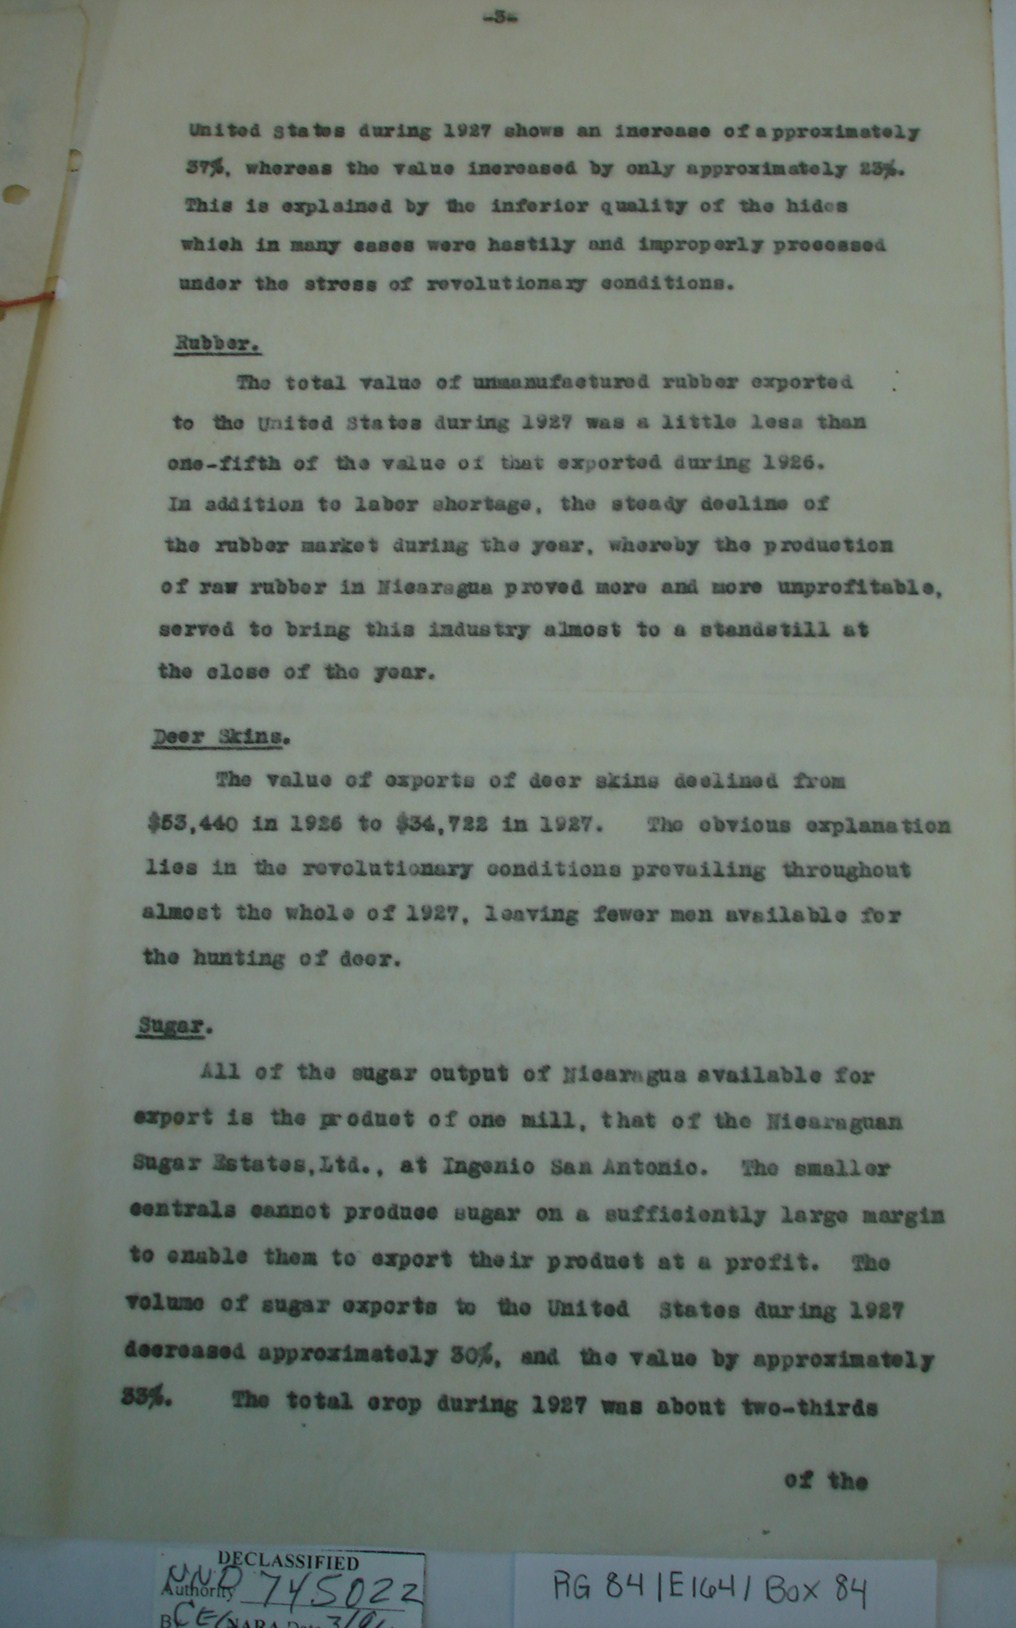 -3-
United States during 1927 shows an increase of approximately
37%, whereas the value increased by only approximately 23%.
This is explained by the inferior quality of the hides
which in many cases were hastily and improperly processed
under the stress of revolutionary conditions.
Rubber.
The total value of unmanufactured rubber exported
to the United States during 1927 was a little less than
one-fifth of the value of that exported during 1926.
In addition to labor shortage, the steady decline of
the rubber market during the year, whereby the production
of raw rubber in Nicaragua proved more and more unprofitable,
served to bring this industry almost to a standstill at
the close of the year.
Deer Skins.
The value of exports of deer skins declined from
$53,440 in 1926 to $34,722 in 1927. The obvious explanation
lies in the revolutionary conditions prevailing throughout
almost the whole of 1927, leaving fewer men available for
the hunting of deer.
Sugar.
All of the sugar output of Nicaragua available for
export is the product of one mill, that of the Nicaraguan
Sugar Estates,Ltd., at Ingenio San Antonio. The smaller
centrals cannot produce sugar on a sufficiently large margin
to enable them to export their product at a profit. The
volume of sugar exports to the United States during 1927
decreased approximately 30%, and the value by approximately
33%. The total crop during 1927 was about two-thirds
of the
DECLASSIFIED
Authority NND 745022
NARA
RG 84/E164/Box 84